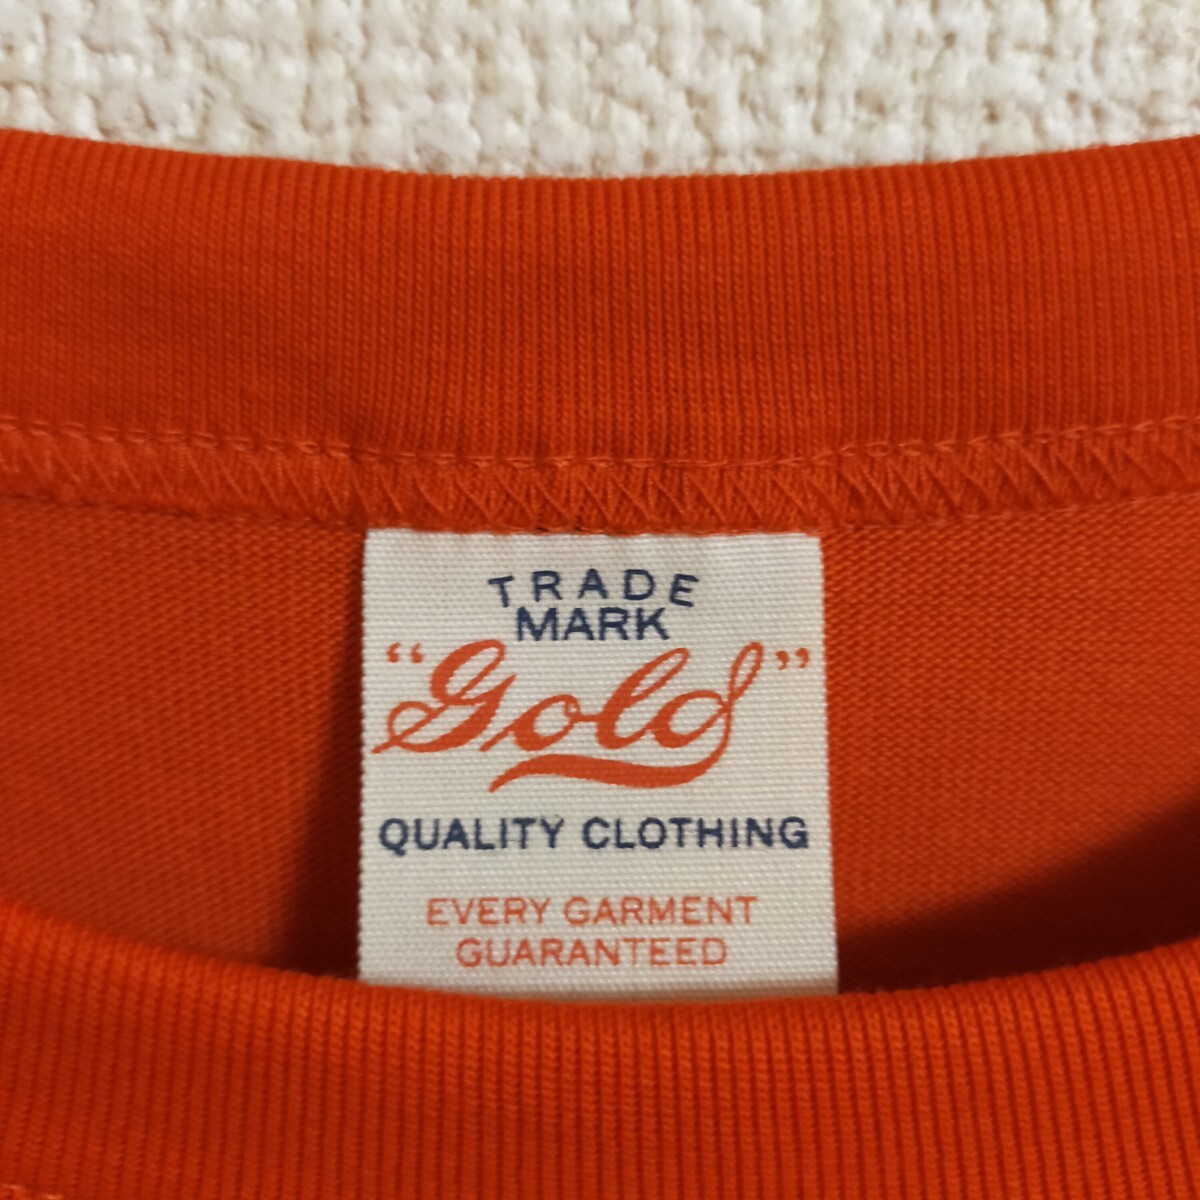 TRADE
MARK
“Gold”
QUALITY CLOTHING
EVERY GARMENT
GUARANTEED